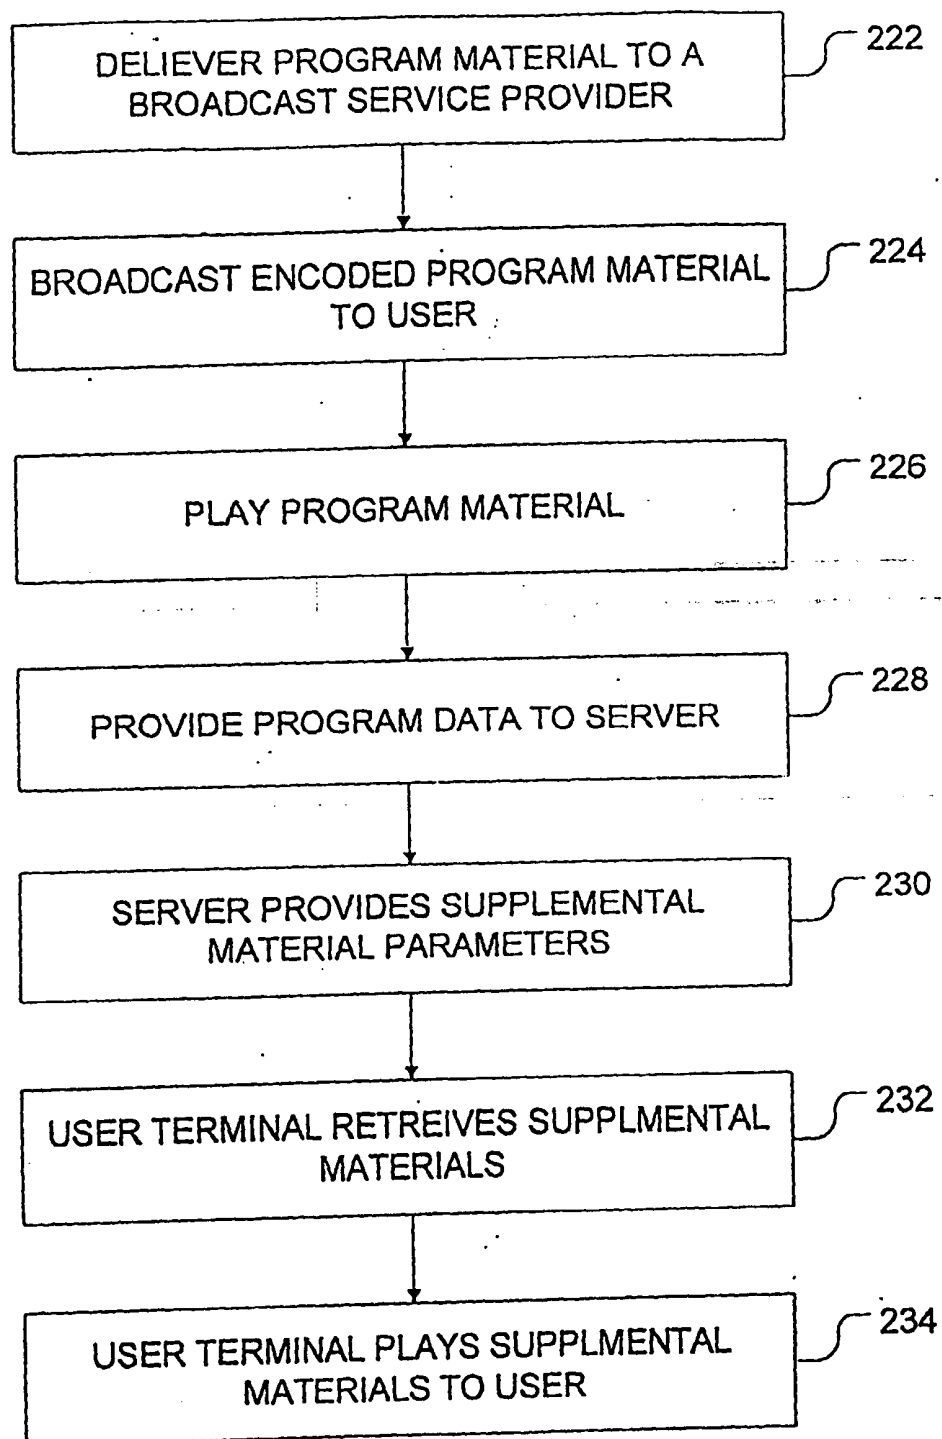 DELIEVER PROGRAM MATERIAL TO A
BROADCAST SERVICE PROVIDER
222
BROADCAST ENCODED PROGRAM MATERIAL
TO USER
224
PLAY PROGRAM MATERIAL
226
PROVIDE PROGRAM DATA TO SERVER
228
SERVER PROVIDES SUPPLEMENTAL
MATERIAL PARAMETERS
230
USER TERMINAL RETREIVES SUPPLMENTAL
MATERIALS
232
USER TERMINAL PLAYS SUPPLMENTAL
MATERIALS TO USER
234